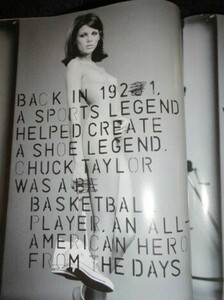 BACK IN 1921,
A SPORTS LEGEND
HELPED CREATE
A SHOE LEGEND.
CHUCK TAYLOR
WAS A
BASKETBALL
PLAYER. AN ALL-
AMERICAN HERO
FROM THE DAYS